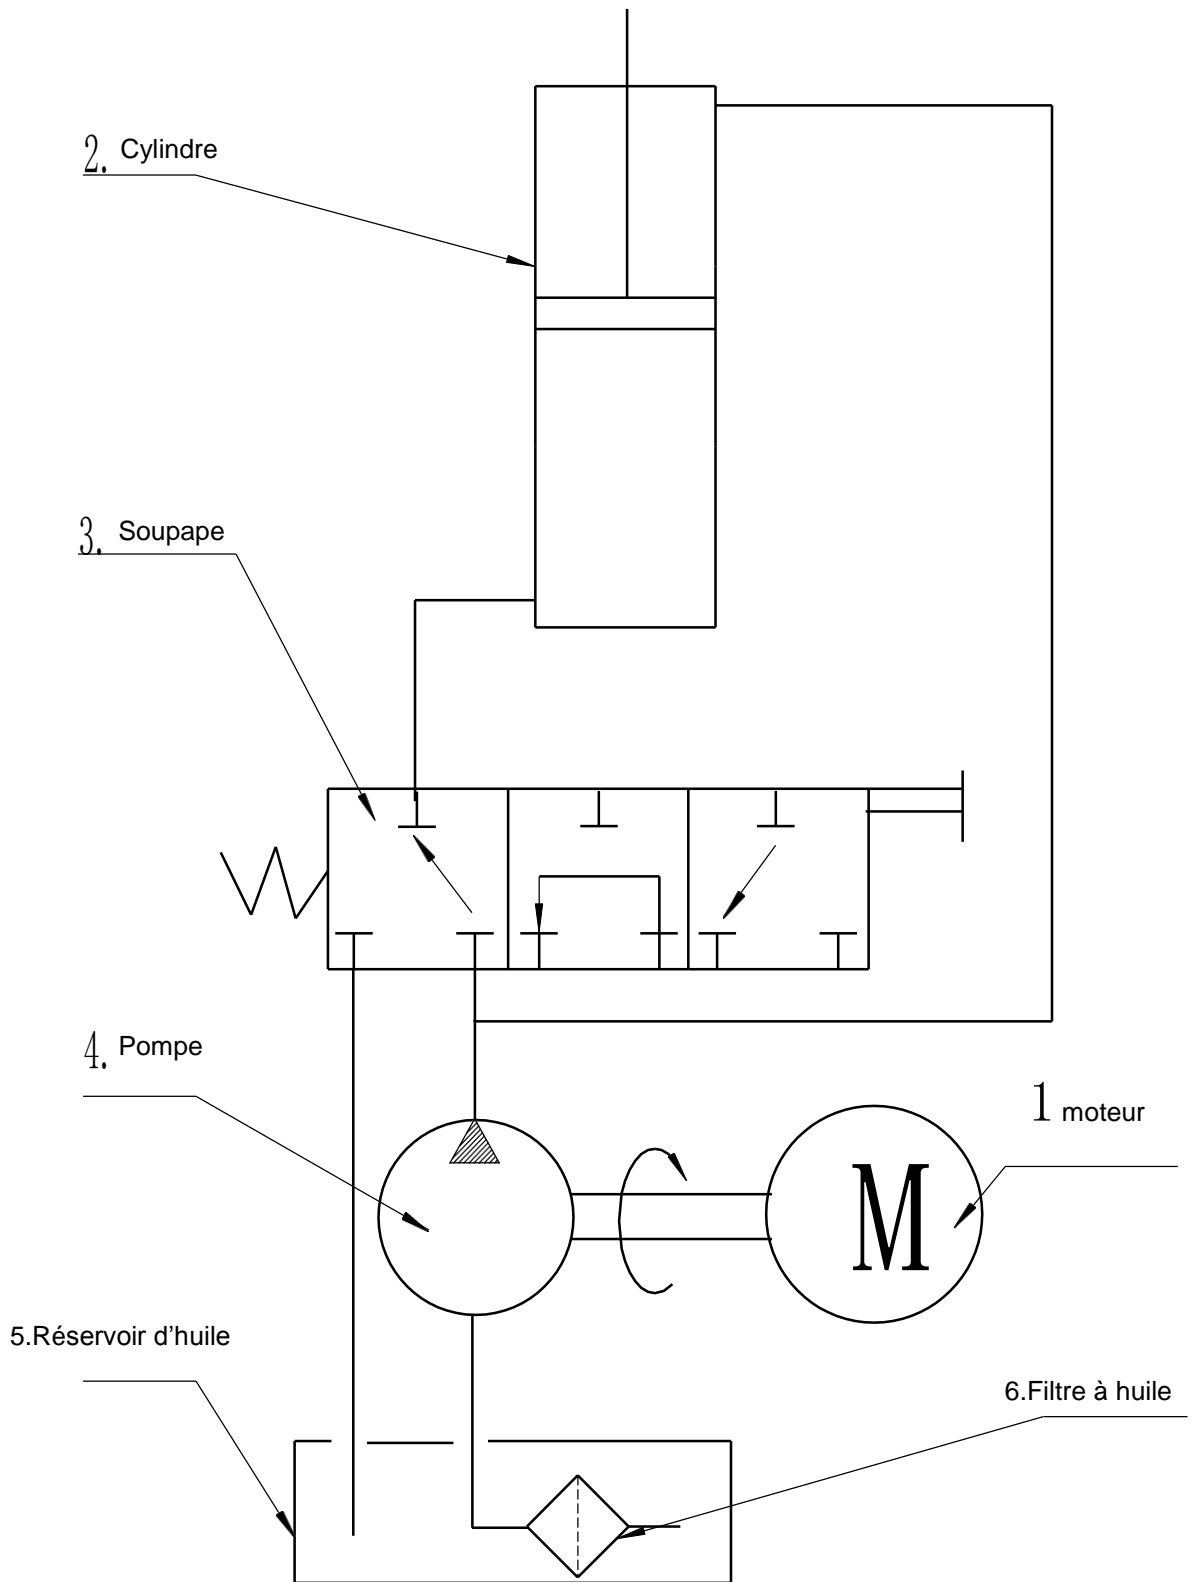 2. Cylindre
3. Soupape
4. Pompe
1 moteur
M
5.Réservoir d’huile
6.Filtre à huile